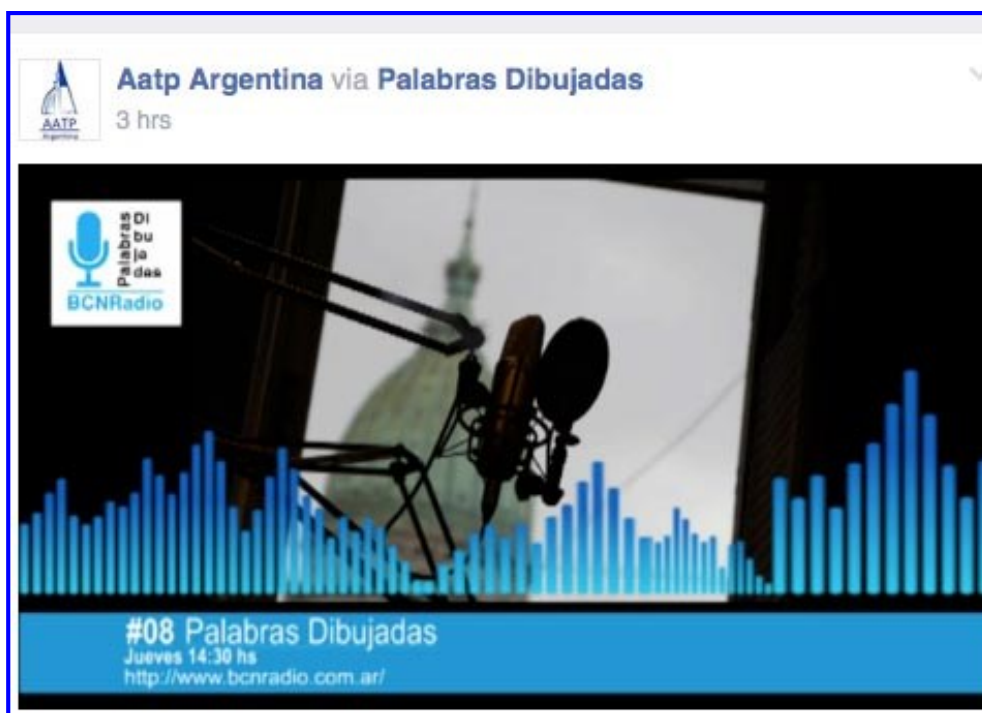 Aatp Argentina via Palabras Dibujadas
3 hrs
AATP
Argentina
Palabras
Di
bu
ja
das
BCNRadio
#08 Palabras Dibujadas
Jueves 14:30 hs
http://www.bcnradio.com.ar/